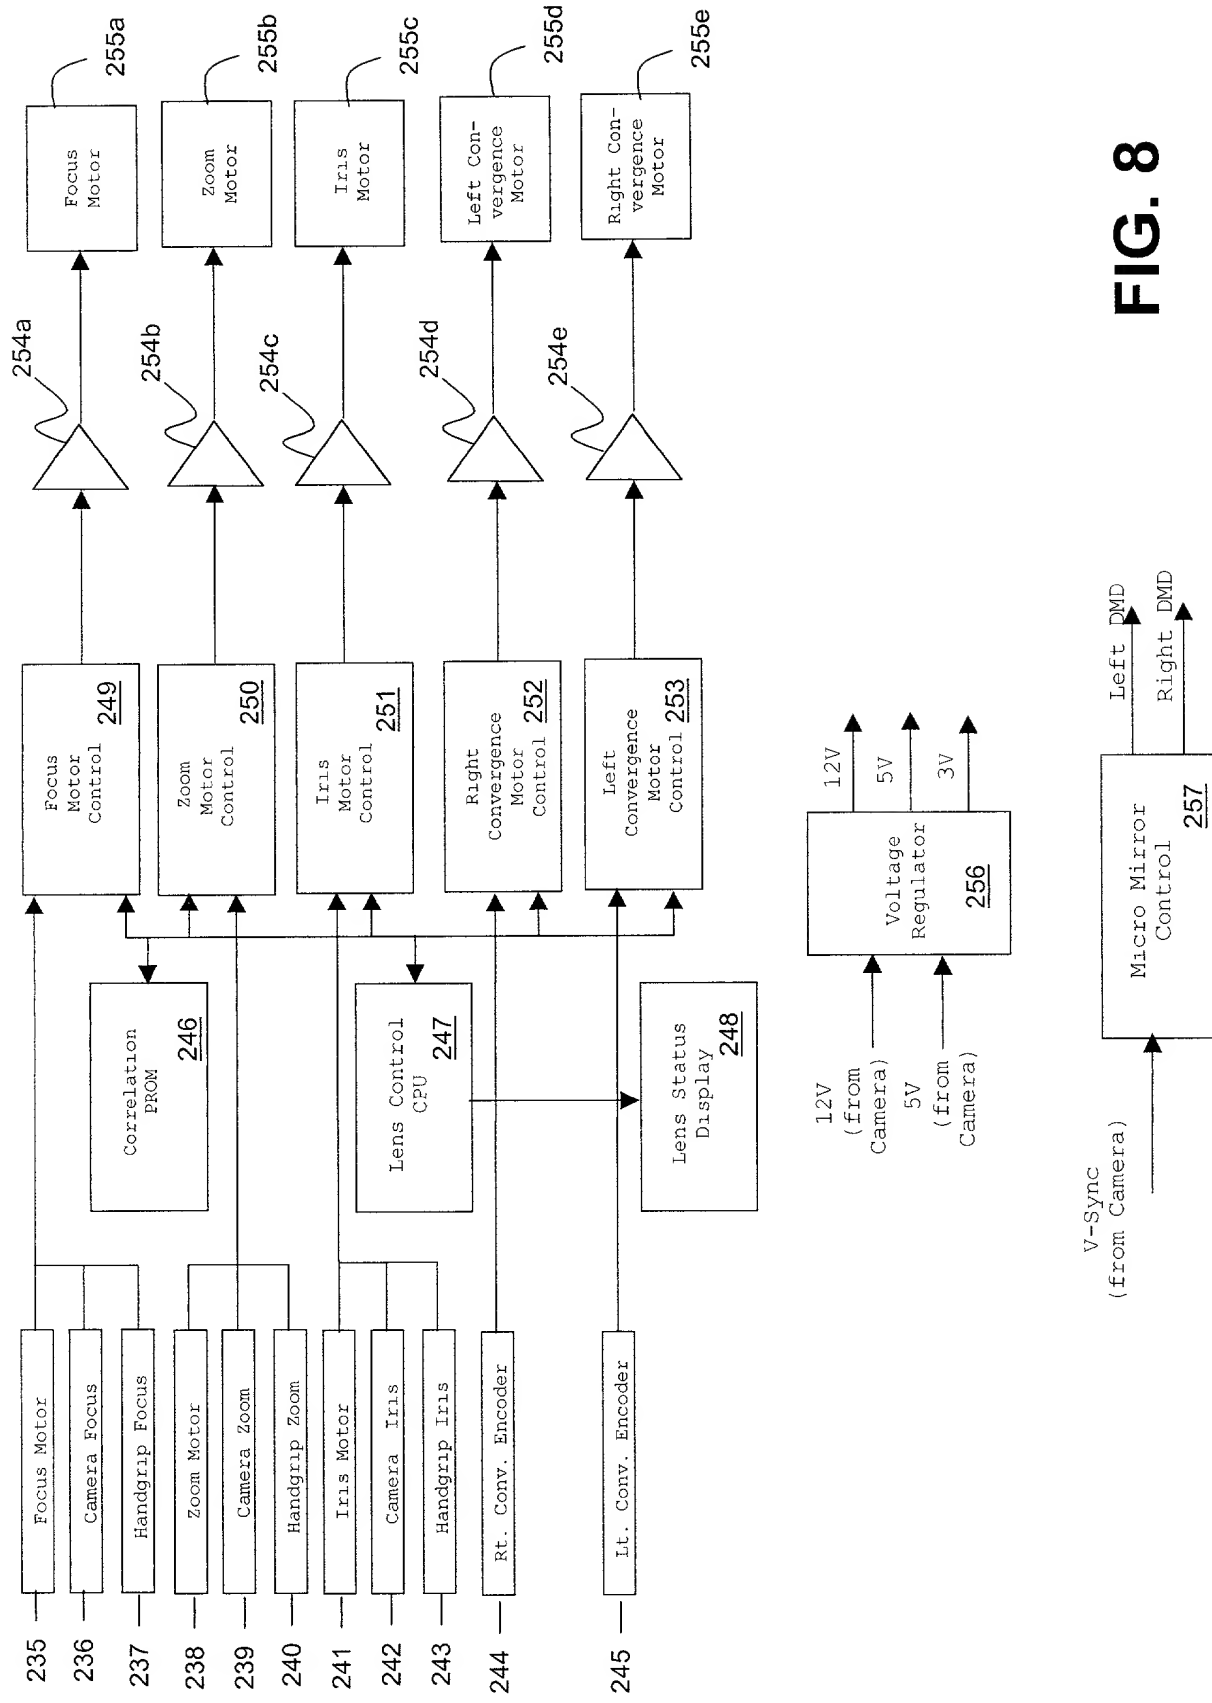 235
Focus Motor
236
Camera Focus
237
Handgrip Focus
238
Zoom Motor
239
Camera Zoom
240
Handgrip Zoom
241
Iris Motor
242
Camera Iris
243
Handgrip Iris
244
Rt. Conv. Encoder
245
Lt. Conv. Encoder
Correlation
PROM
246
Lens Control
CPU
247
Lens Status
Display
248
Focus
Motor
Control
249
Zoom
Motor
Control
250
Iris
Motor
Control
251
Right
Convergence
Motor
Control
252
Left
Convergence
Motor
Control
253
254a
254b
254c
254d
254e
Focus
Motor
255a
Zoom
Motor
255b
Iris
Motor
255c
Left Con-
vergence
Motor
255d
Right Con-
vergence
Motor
255e
12V
(from
Camera)
5V
(from
Camera)
Voltage
Regulator
256
12V
5V
3V
V-Sync
(from Camera)
Micro Mirror
Control
257
Left DMD
Right DMD
FIG. 8